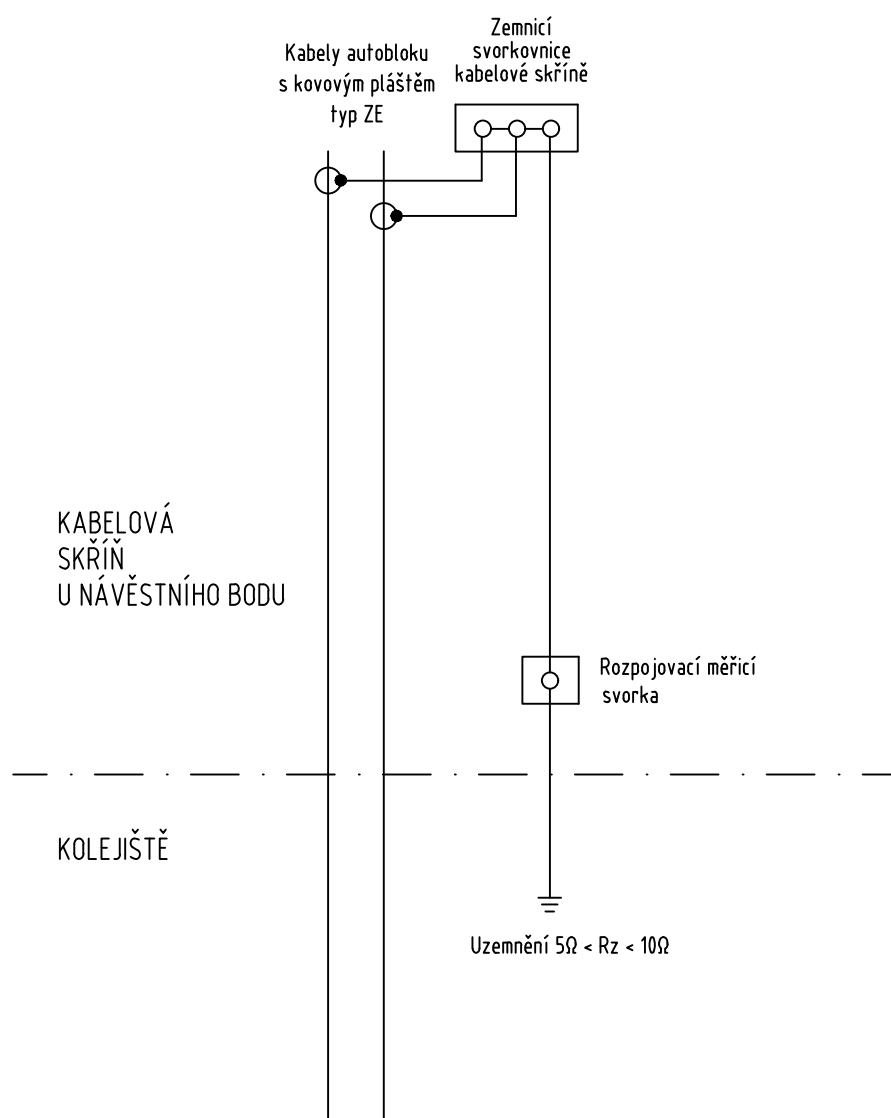 Zemnicí
svorkovnice
kabelové skříně
Kabely autobloku
s kovovým pláštěm
typ ZE
KABELOVÁ
SKŘÍŇ
U NÁVĚSTNÍHO BODU
Rozpojovací měřicí
svorka
KOLEJIŠTĚ
Uzemnění 5Ω < Rz < 10Ω